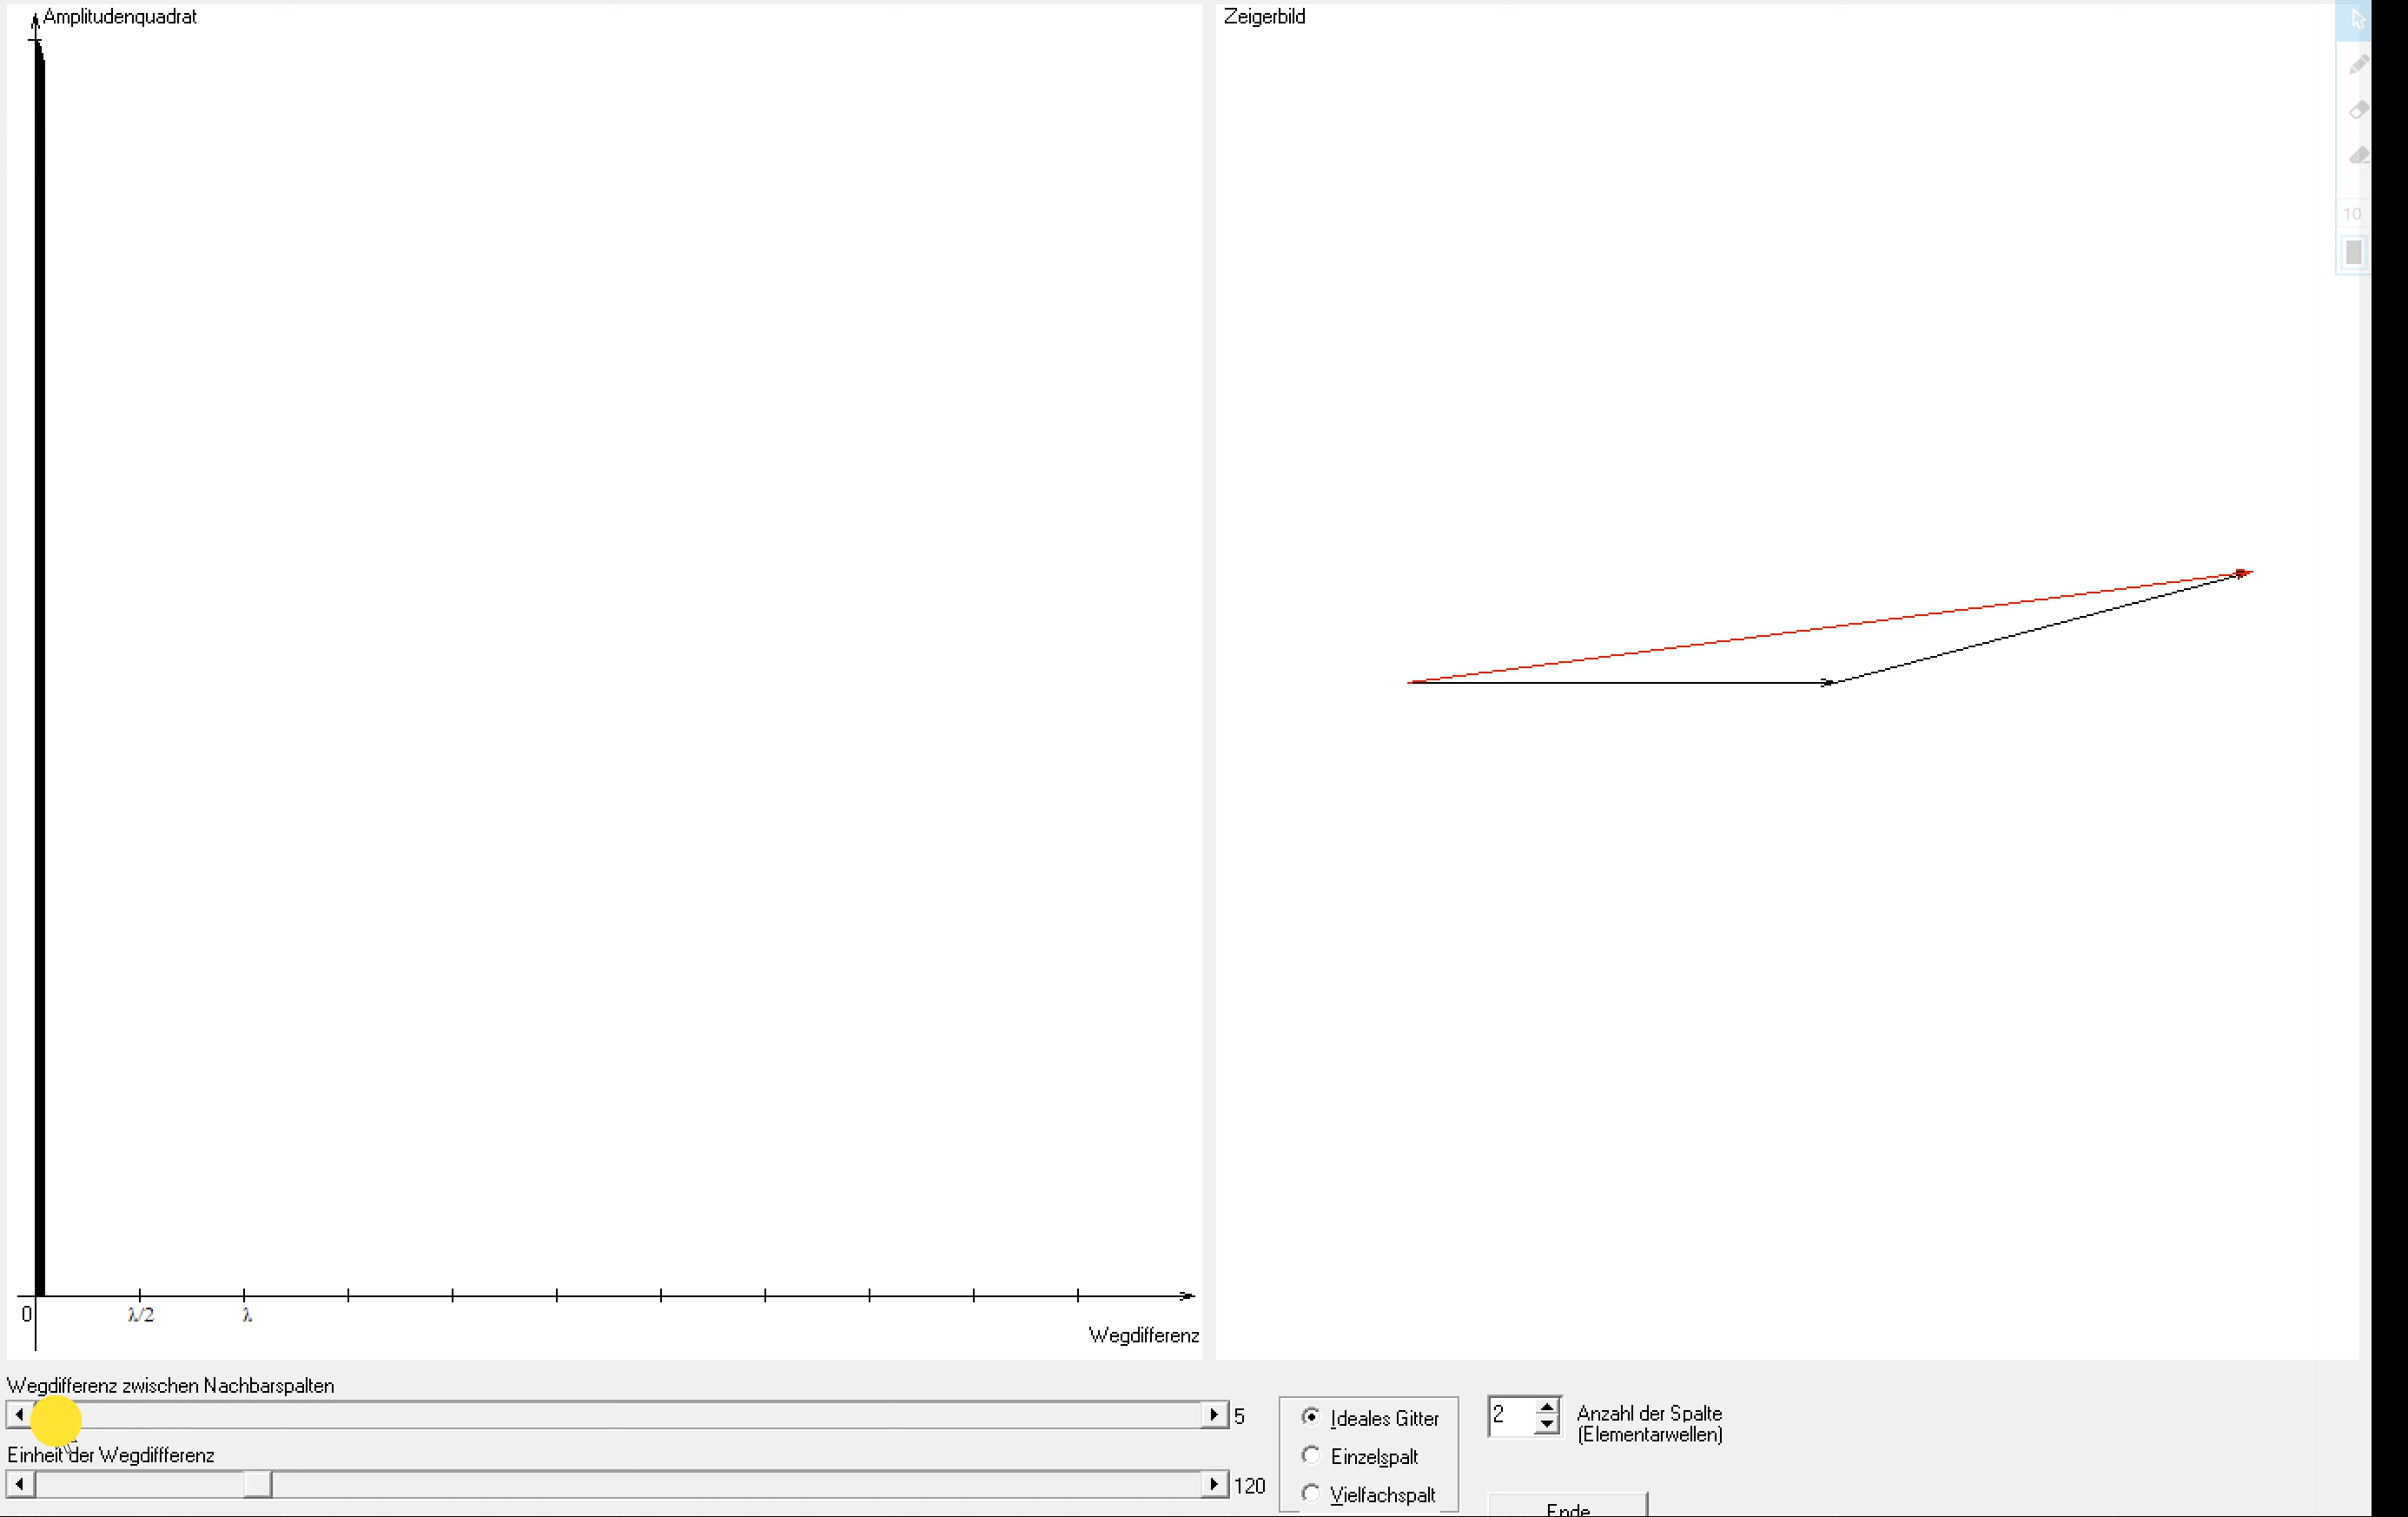 Amplitudenquadrat
Zeigerbild
10
0
λ/2
λ
Wegdifferenz
Wegdifferenz zwischen Nachbarspalten
5
Einheit der Wegdiffferenz
120
Ideales Gitter
Einzelspalt
Vielfachspalt
2
Anzahl der Spalte
(Elementarwellen)
Ende